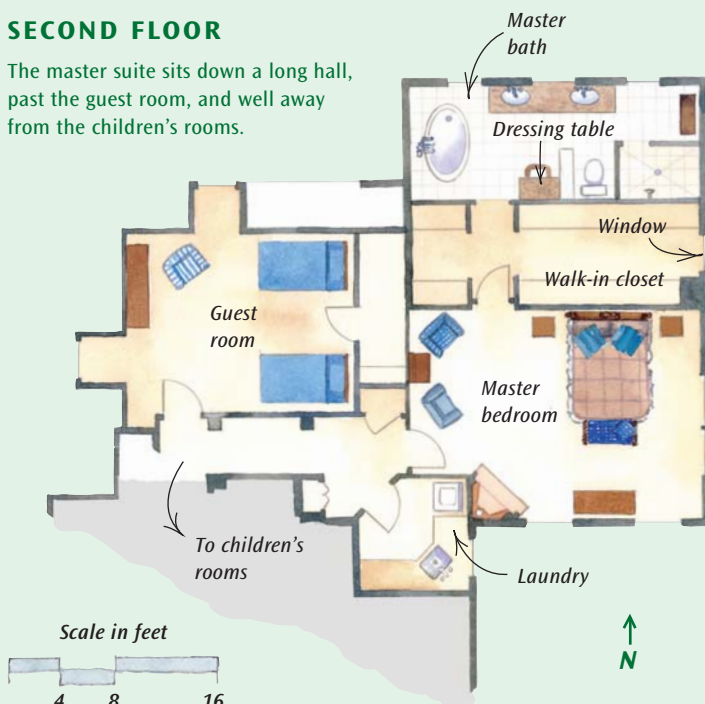 SECOND FLOOR
The master suite sits down a long hall,
past the guest room, and well away
from the children's rooms.
Master
bath
Dressing table
Window
Walk-in closet
Guest
room
Master
bedroom
To children's
rooms
Laundry
Scale in feet
4 8 16
N